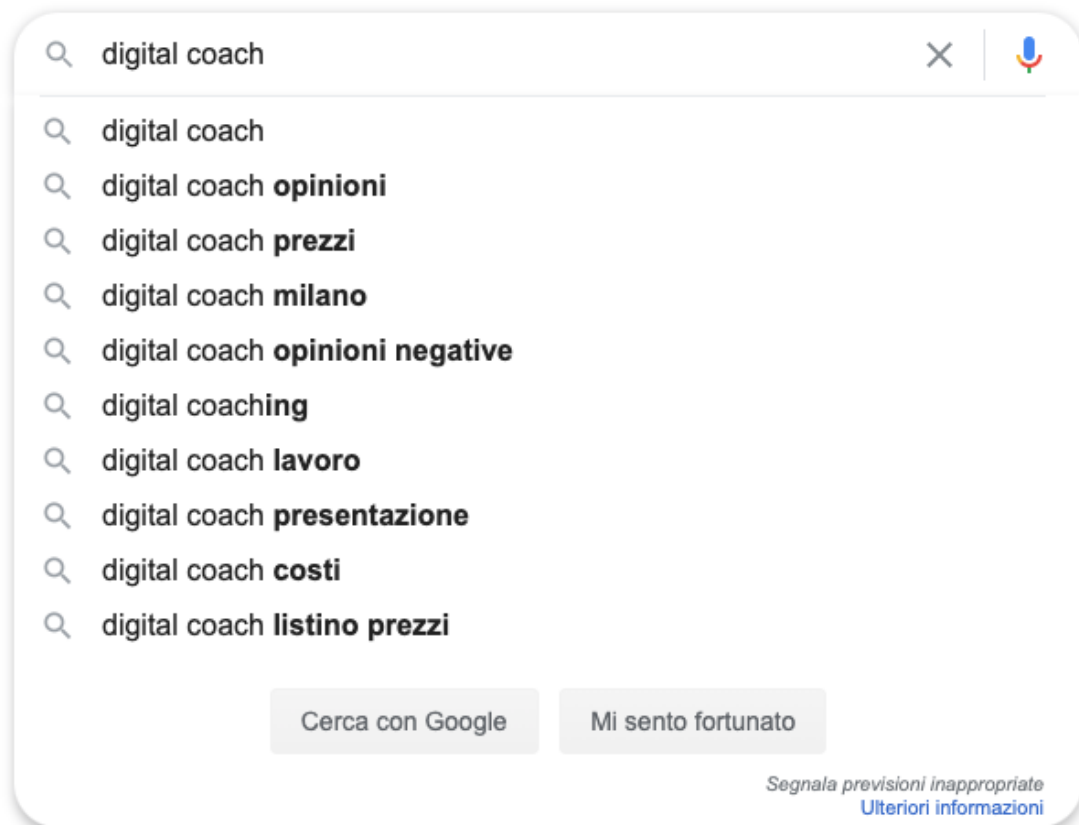 digital coach
digital coach
digital coach opinioni
digital coach prezzi
digital coach milano
digital coach opinioni negative
digital coaching
digital coach lavoro
digital coach presentazione
digital coach costi
digital coach listino prezzi
Cerca con Google Mi sento fortunato
Segnala previsioni inappropriate
Ulteriori informazioni